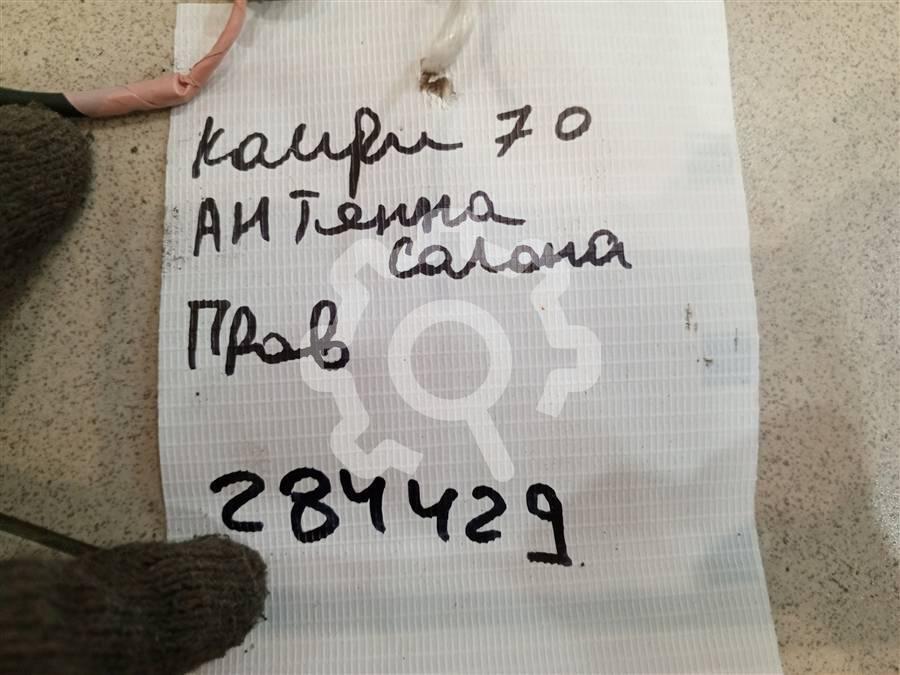 Камри 70
Антенна
салона
Прав
284429